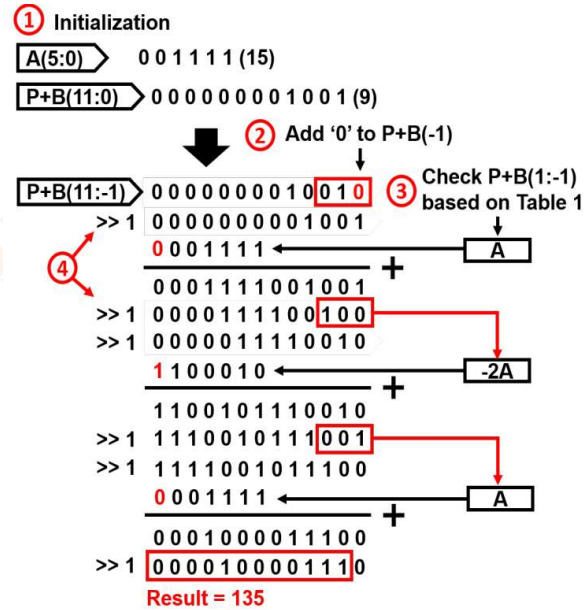 1 Initialization
A(5:0) 0 0 1 1 1 1 (15)
P+B(11:0) 0 0 0 0 0 0 0 0 1 0 0 1 (9)
2 Add ‘0’ to P+B(-1)
P+B(11:-1) 0 0 0 0 0 0 0 0 1 0 0 1 0
3 Check P+B(1:-1)
based on Table 1
>> 1 0 0 0 0 0 0 0 0 0 1 0 0 1
0 0 0 1 1 1 1 A
4
+
0 0 0 1 1 1 1 0 0 1 0 0 1
>> 1 0 0 0 0 1 1 1 1 0 0 1 0 0
>> 1 0 0 0 0 0 1 1 1 1 0 0 1 0
1 1 0 0 0 1 0 -2A
+
1 1 0 0 1 0 1 1 1 0 0 1 0
>> 1 1 1 1 0 0 1 0 1 1 1 0 0 1
>> 1 1 1 1 1 0 0 1 0 1 1 1 0 0
0 0 0 1 1 1 1 A
+
0 0 0 1 0 0 0 0 1 1 1 0 0
>> 1 0 0 0 0 1 0 0 0 0 1 1 1 0
Result = 135